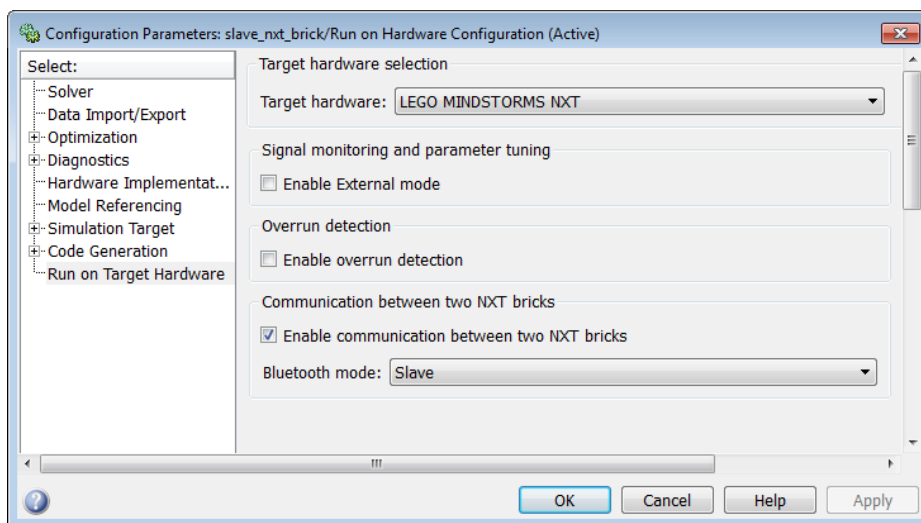 Configuration Parameters: slave_nxt_brick/Run on Hardware Configuration (Active)
Select:
Solver
Data Import/Export
Optimization
Diagnostics
Hardware Implementat...
Model Referencing
Simulation Target
Code Generation
Run on Target Hardware
Target hardware selection
Target hardware: LEGO MINDSTORMS NXT
Signal monitoring and parameter tuning
Enable External mode
Overrun detection
Enable overrun detection
Communication between two NXT bricks
Enable communication between two NXT bricks
Bluetooth mode: Slave
OK Cancel Help Apply